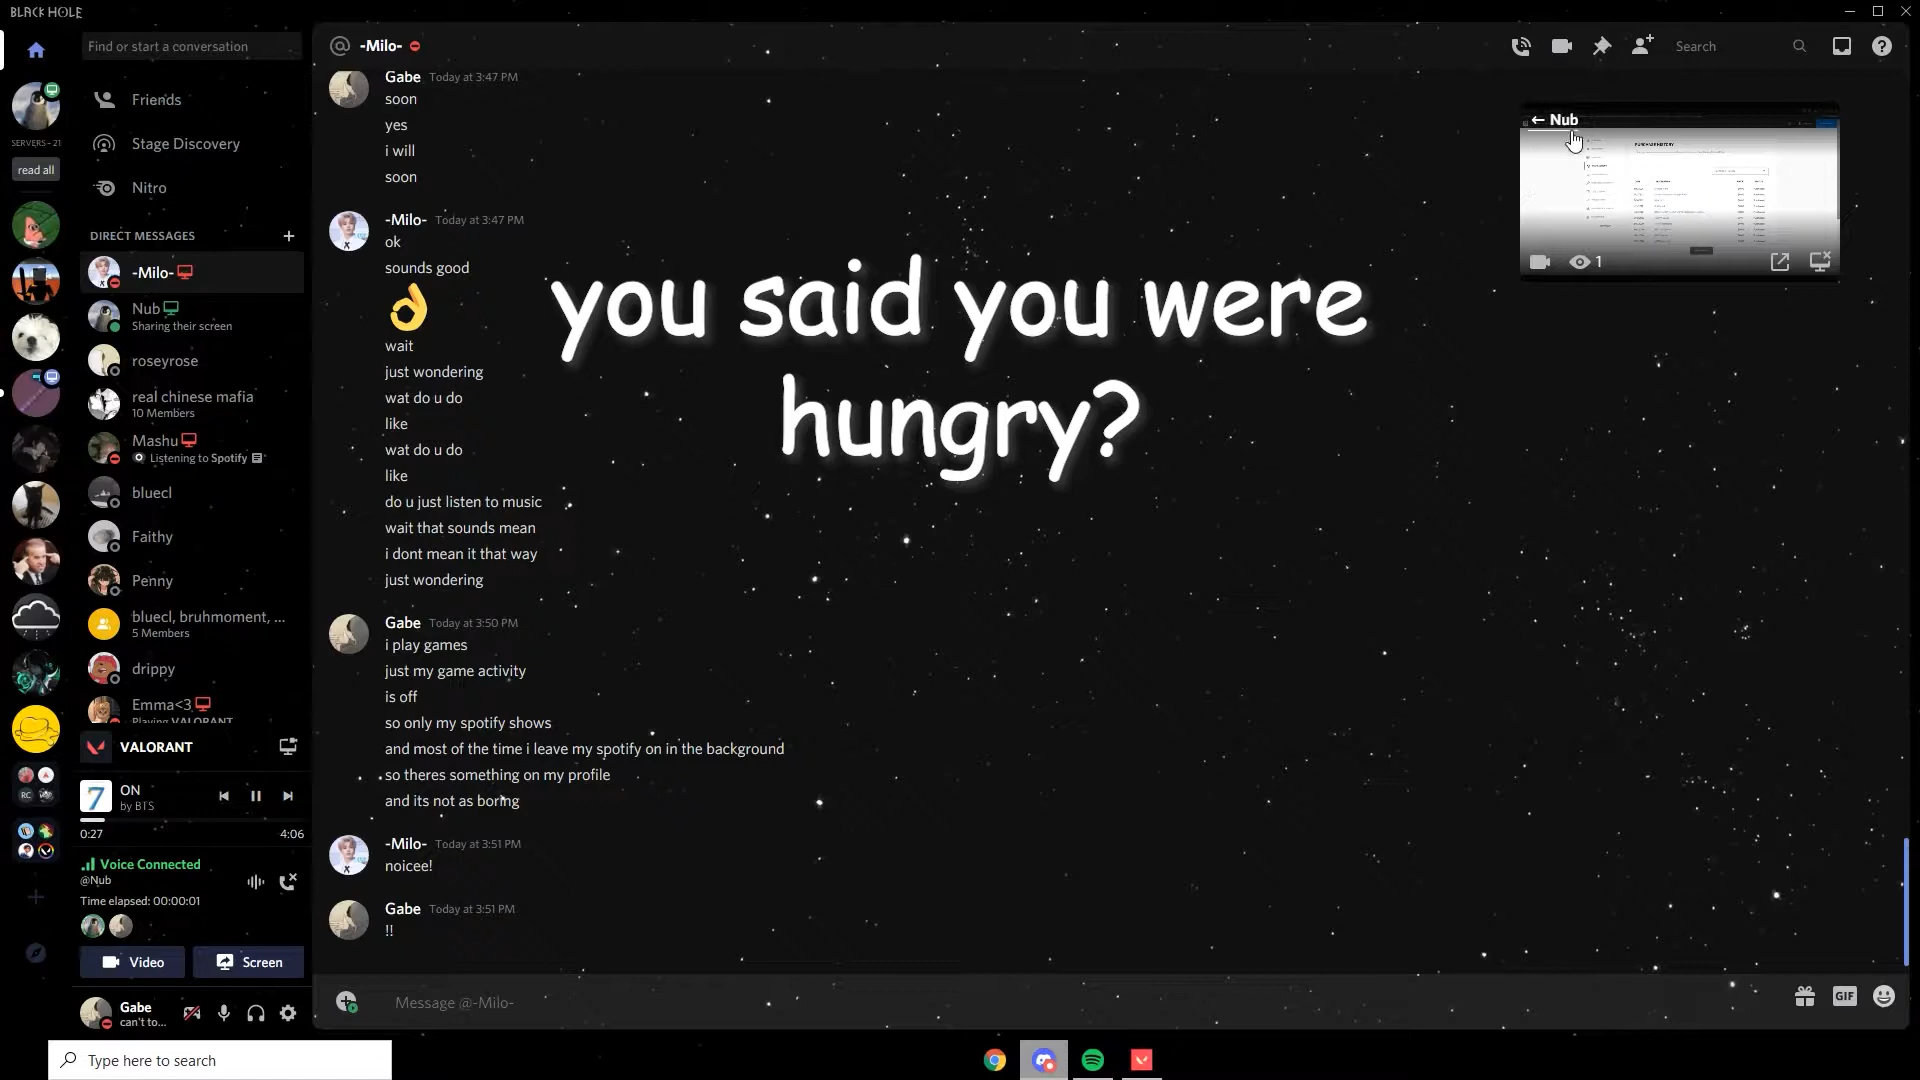 BLACK HOLE
Find or start a conversation
Friends
Stage Discovery
Nitro
SERVERS - 21
read all
DIRECT MESSAGES
-Milo-
Nub
Sharing their screen
roseyrose
real chinese mafia
10 Members
Mashu
Listening to Spotify
bluecl
Faithy
Penny
bluecl, bruhmoment, ...
5 Members
drippy
Emma<3
Playing VALORANT
VALORANT
7
ON
by BTS
0:27
4:06
Voice Connected
@Nub
Time elapsed: 00:00:01
Video
Screen
Gabe
can't to...
RC
@ -Milo-
Search
Gabe Today at 3:47 PM
soon
yes
i will
soon
-Milo- Today at 3:47 PM
ok
sounds good
wait
just wondering
wat do u do
like
wat do u do
like
do u just listen to music
wait that sounds mean
i dont mean it that way
just wondering
Gabe Today at 3:50 PM
i play games
just my game activity
is off
so only my spotify shows
and most of the time i leave my spotify on in the background
so theres something on my profile
and its not as boring
-Milo- Today at 3:51 PM
noicee!
Gabe Today at 3:51 PM
!!
Message @-Milo-
GIF
you said you were
hungry?
← Nub
PURCHASE HISTORY
1
Type here to search